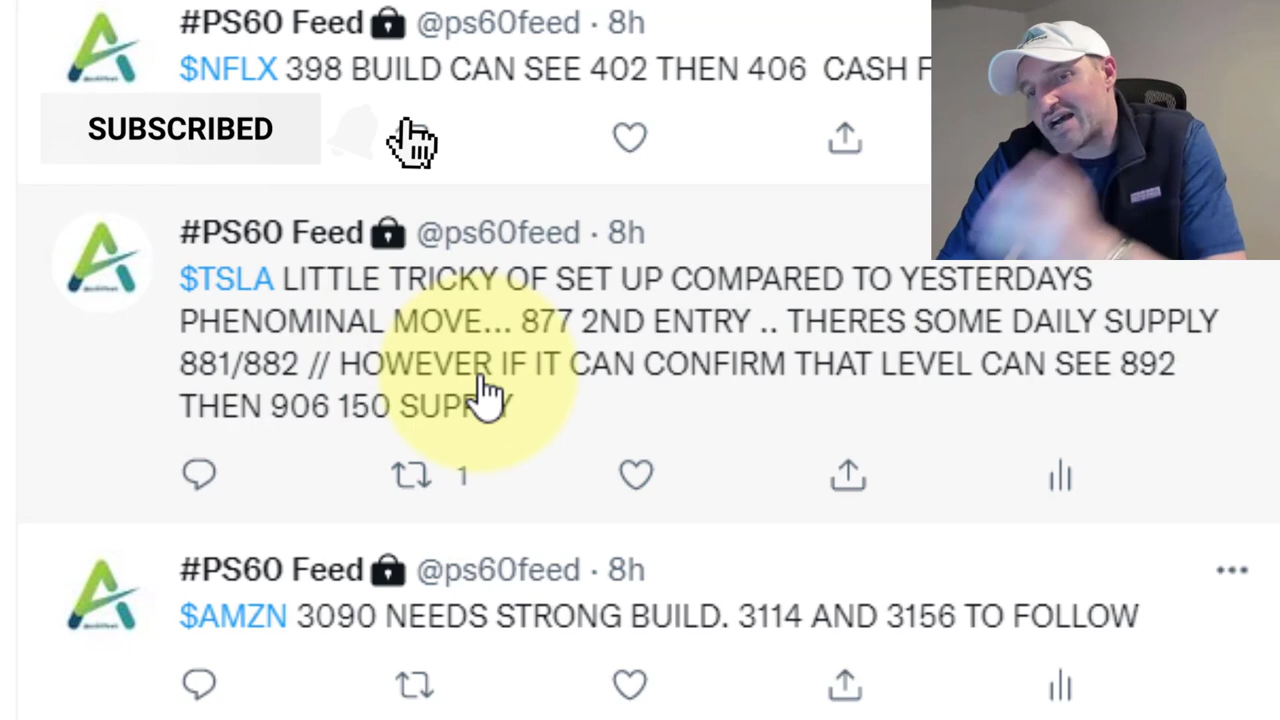 #PS60 Feed @ps60feed · 8h
$NFLX 398 BUILD CAN SEE 402 THEN 406 CASH F
SUBSCRIBED
#PS60 Feed @ps60feed · 8h
$TSLA LITTLE TRICKY OF SET UP COMPARED TO YESTERDAYS
PHENOMINAL MOVE... 877 2ND ENTRY .. THERES SOME DAILY SUPPLY
881/882 // HOWEVER IF IT CAN CONFIRM THAT LEVEL CAN SEE 892
THEN 906 150 SUPPLY
1
#PS60 Feed @ps60feed · 8h
$AMZN 3090 NEEDS STRONG BUILD. 3114 AND 3156 TO FOLLOW